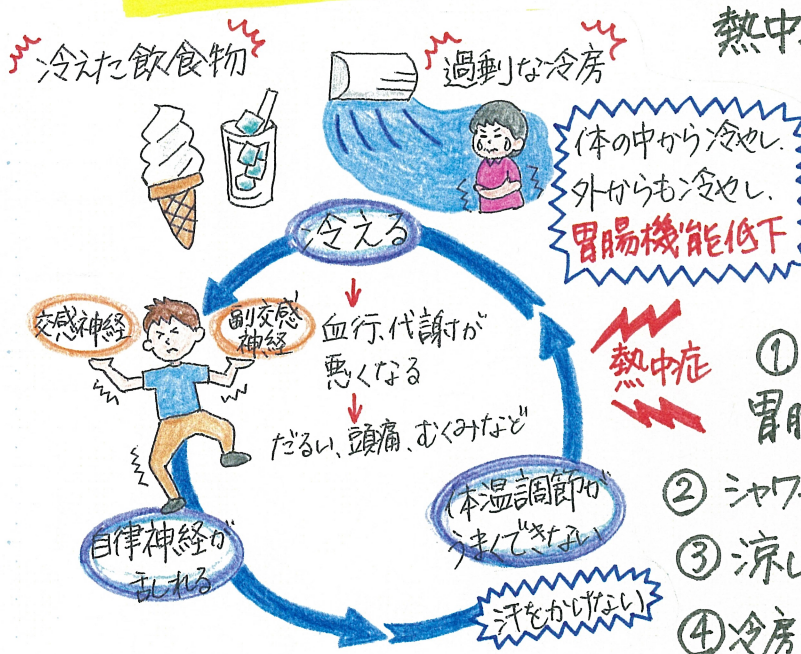 冷えた飲食物
過剰な冷房
熱中
体の中から冷やし、
外からも冷やし、
胃腸機能低下
冷える
交感神経
副交感
神経
血行、代謝が
悪くなる
だるい、頭痛、むくみなど
熱中症
①
胃腸
体温調節が
うまくできない
② シャワ
③ 涼し
④ 冷房
自律神経が
乱れる
汗をかけない